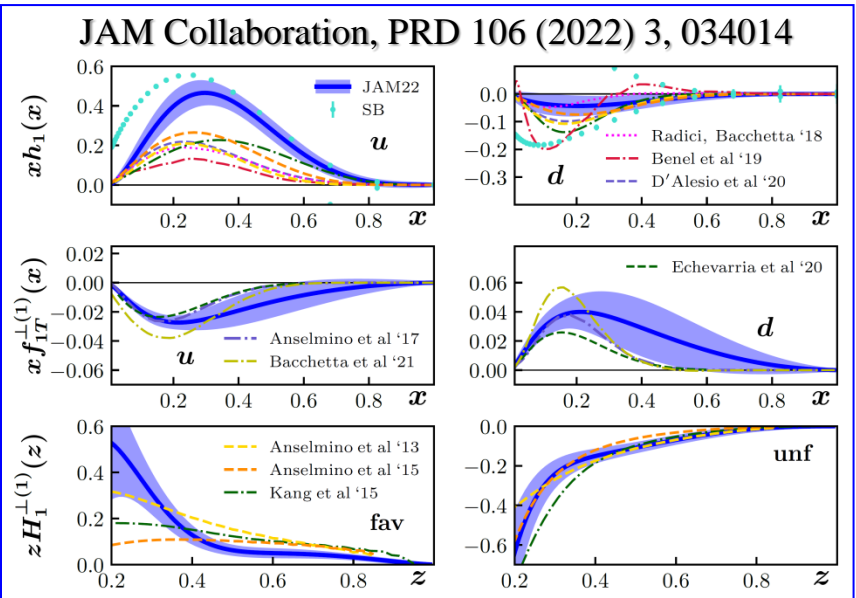 JAM Collaboration, PRD 106 (2022) 3, 034014
xh₁(x)
0.6
0.4
0.2
0.0
JAM22
SB
u
0.2 0.4 0.6 0.8 x
0.0
−0.1
−0.2
−0.3
d
Radici, Bacchetta ‘18
Benel et al ‘19
D′Alesio et al ‘20
0.2 0.4 0.6 0.8 x
xf₁T^⊥(1)(x)
0.02
0.00
−0.02
−0.04
−0.06
u
Anselmino et al ‘17
Bacchetta et al ‘21
0.2 0.4 0.6 0.8 x
0.06
0.04
0.02
0.00
Echevarria et al ‘20
d
0.2 0.4 0.6 0.8 x
zH₁^⊥(1)(z)
0.6
0.4
0.2
0.0
Anselmino et al ‘13
Anselmino et al ‘15
Kang et al ‘15
fav
0.2 0.4 0.6 0.8 z
0.0
−0.2
−0.4
−0.6
unf
0.2 0.4 0.6 0.8 z